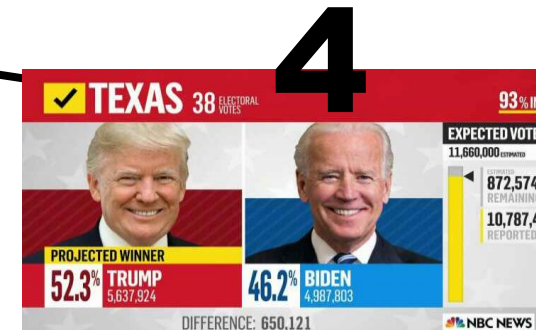 4
TEXAS 38 ELECTORAL VOTES
93% IN
EXPECTED VOTE
11,660,000 ESTIMATED
ESTIMATED
872,574
REMAINING
10,787,4
REPORTED
PROJECTED WINNER
52.3% TRUMP
5,637,924
46.2% BIDEN
4,987,803
DIFFERENCE: 650,121
NBC NEWS